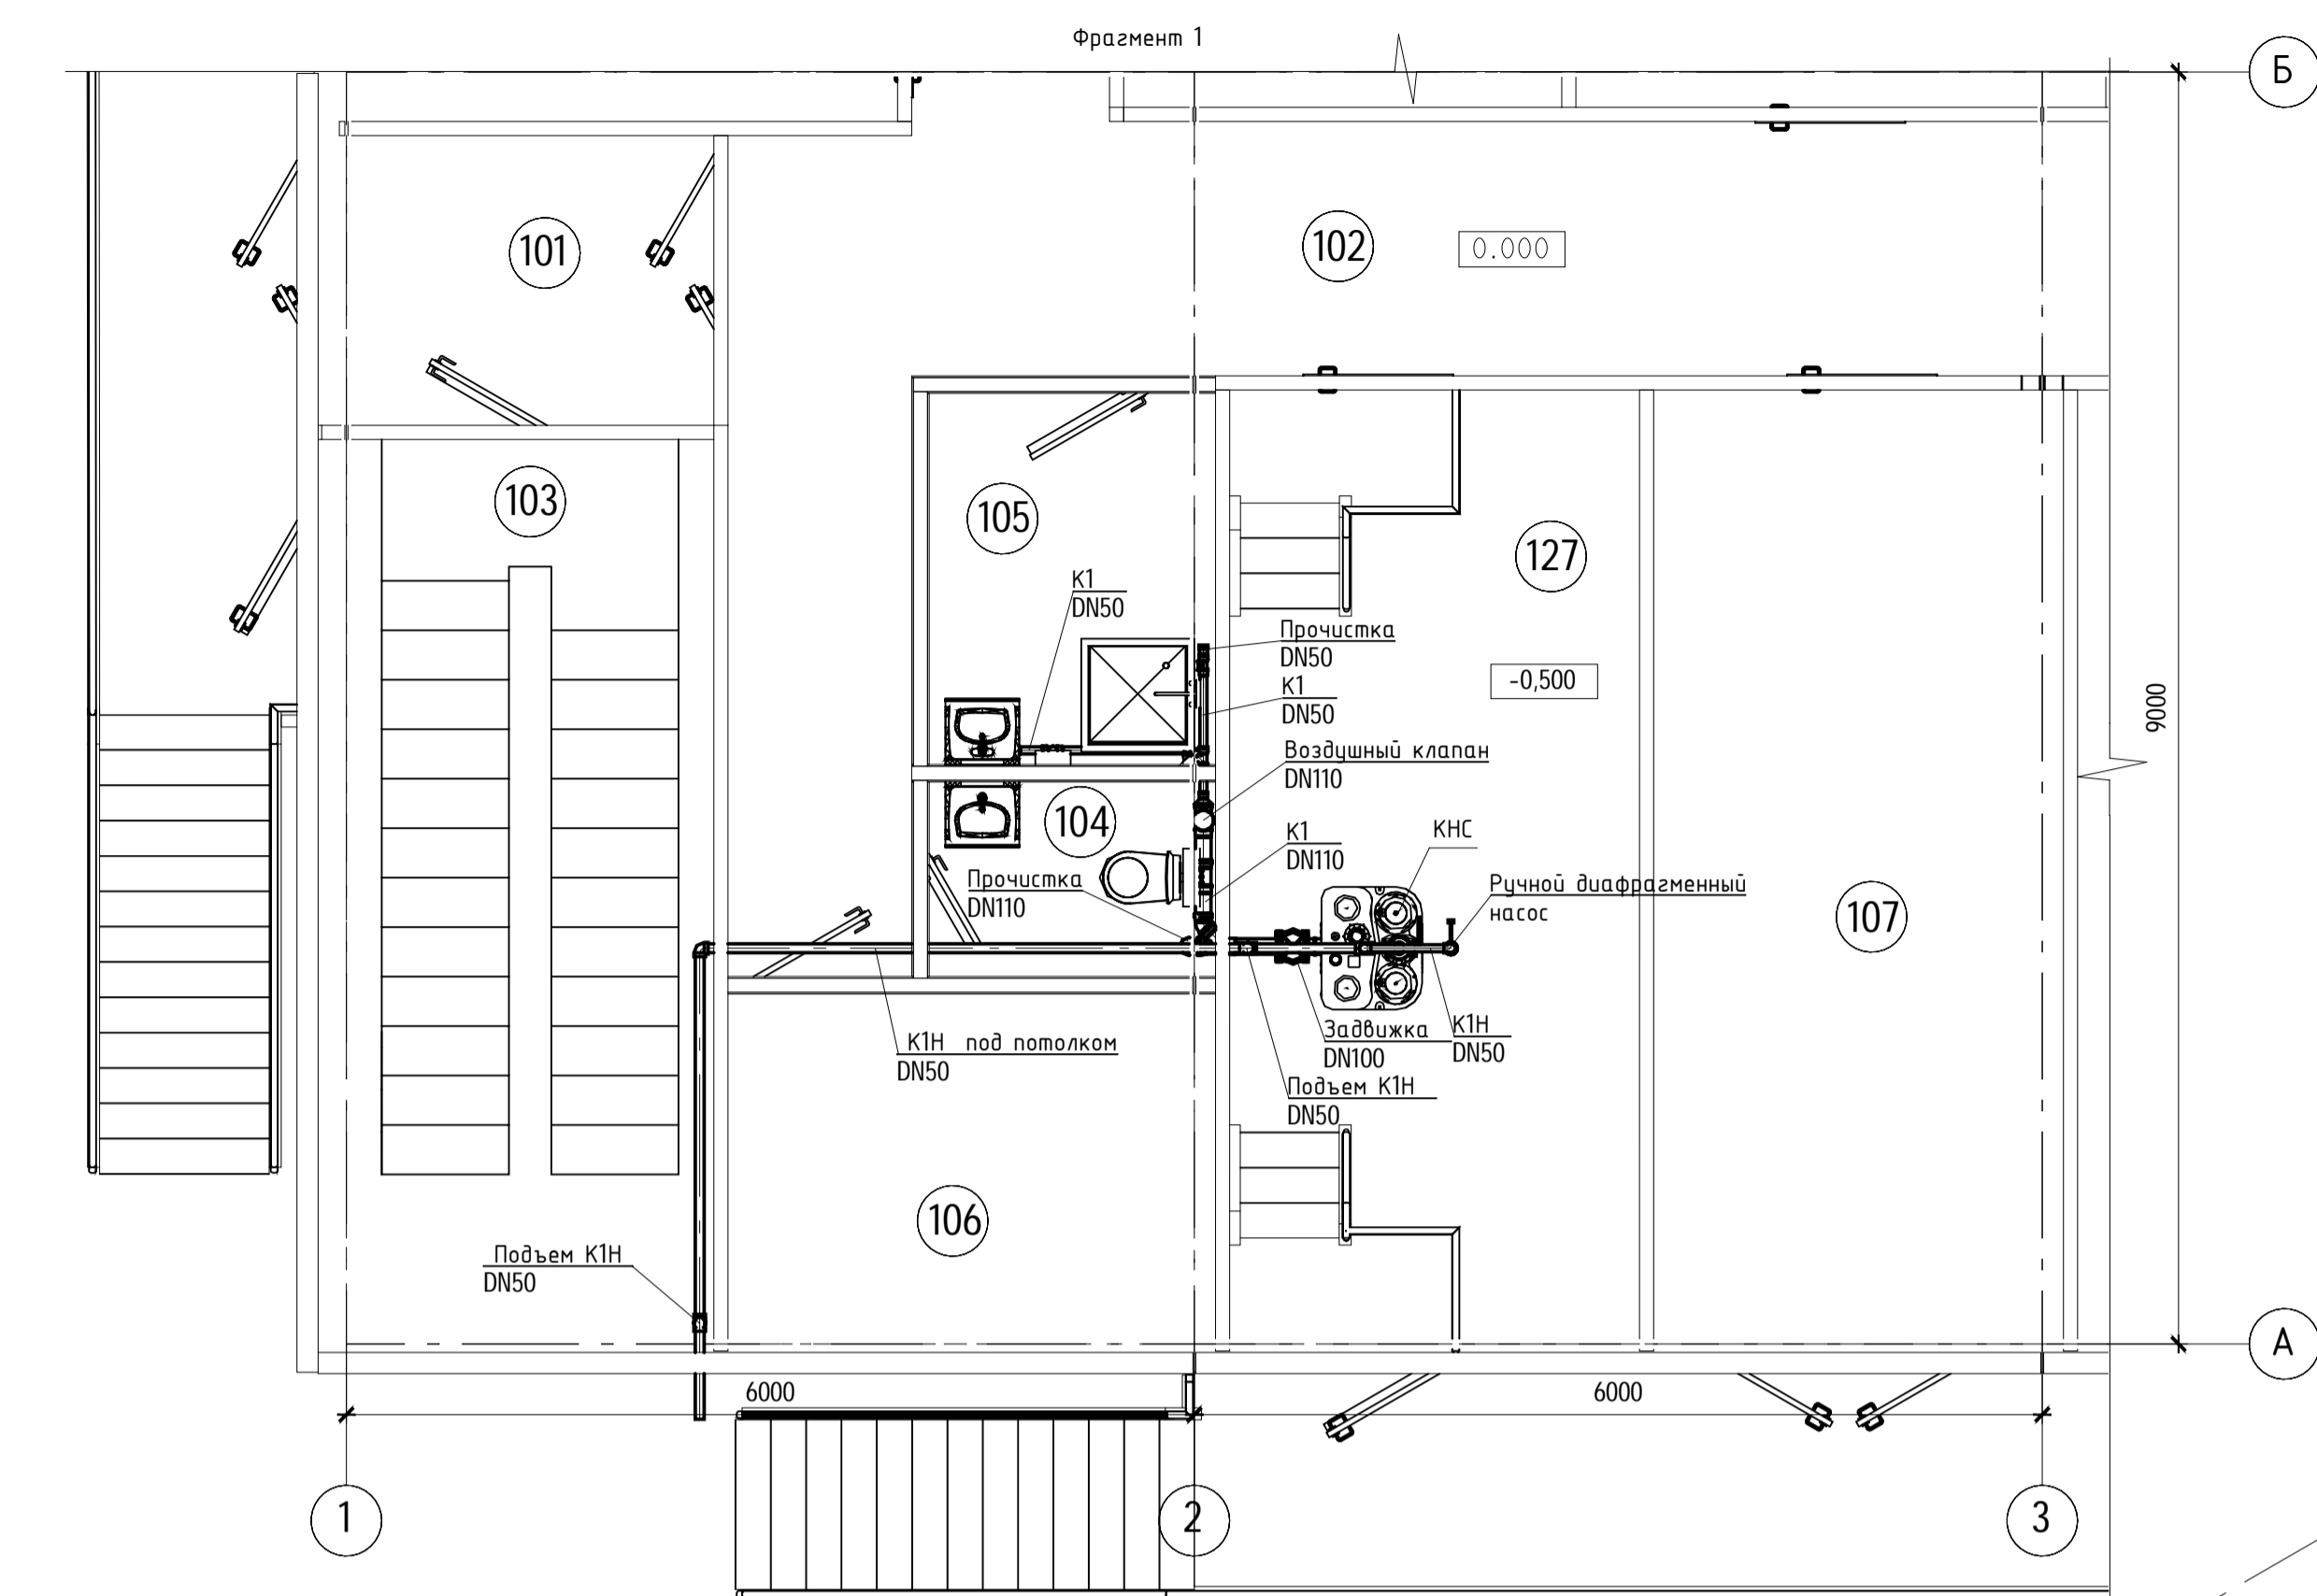 Фрагмент 1
Б
101
102
0.000
103
105
127
К1
DN50
Прочистка
DN50
К1
DN50
-0,500
9000
Воздушный клапан
DN110
104
К1
DN110
КНС
Прочистка
DN110
Ручной диафрагменный
насос
107
К1Н под потолком
DN50
Задвижка
DN100
К1Н
DN50
Подъем К1Н
DN50
106
Подъем К1Н
DN50
А
6000
6000
1
2
3